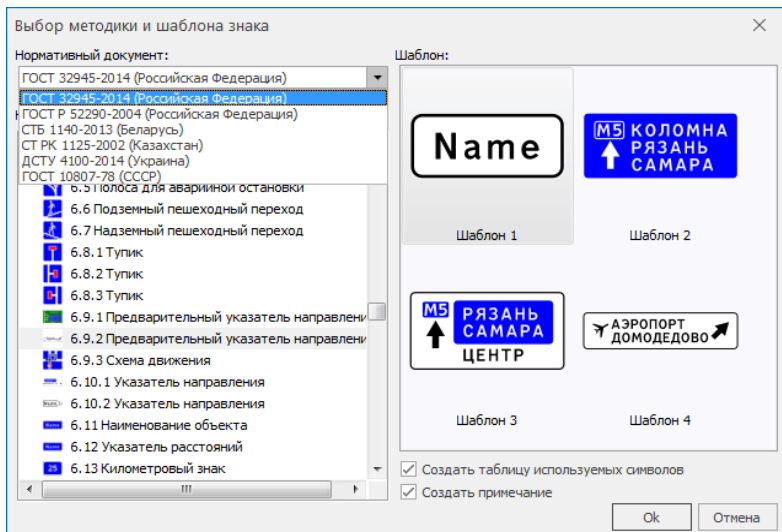 Выбор методики и шаблона знака
Нормативный документ:
ГОСТ 32945-2014 (Российская Федерация)
ГОСТ 32945-2014 (Российская Федерация)
ГОСТ Р 52290-2004 (Российская Федерация)
СТБ 1140-2013 (Беларусь)
СТ РК 1125-2002 (Казахстан)
ДСТУ 4100-2014 (Украина)
ГОСТ 10807-78 (СССР)
6.5 Полоса для аварийной остановки
6.6 Подземный пешеходный переход
6.7 Надземный пешеходный переход
6.8.1 Тупик
6.8.2 Тупик
6.8.3 Тупик
6.9.1 Предварительный указатель направлени
6.9.2 Предварительный указатель направлени
6.9.3 Схема движения
6.10.1 Указатель направления
6.10.2 Указатель направления
6.11 Наименование объекта
6.12 Указатель расстояний
25 6.13 Километровый знак
Шаблон:
Name
Шаблон 1
М5 КОЛОМНА
РЯЗАНЬ
САМАРА
Шаблон 2
М5 РЯЗАНЬ
САМАРА
ЦЕНТР
Шаблон 3
АЭРОПОРТ
ДОМОДЕДОВО
Шаблон 4
Создать таблицу используемых символов
Создать примечание
Ok
Отмена